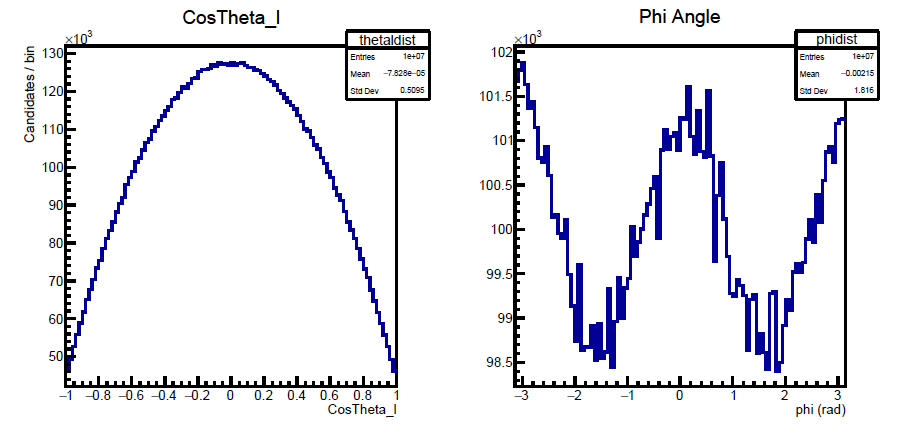 CosTheta_l
×10³
thetaldist
Entries 1e+07
Mean −7.828e−05
Std Dev 0.5095
Candidates / bin
130
120
110
100
90
80
70
60
50
−1 −0.8 −0.6 −0.4 −0.2 0 0.2 0.4 0.6 0.8 1
CosTheta_l
Phi Angle
×10³
phidist
Entries 1e+07
Mean −0.00215
Std Dev 1.816
102
101.5
101
100.5
100
99.5
99
98.5
−3 −2 −1 0 1 2 3
phi (rad)